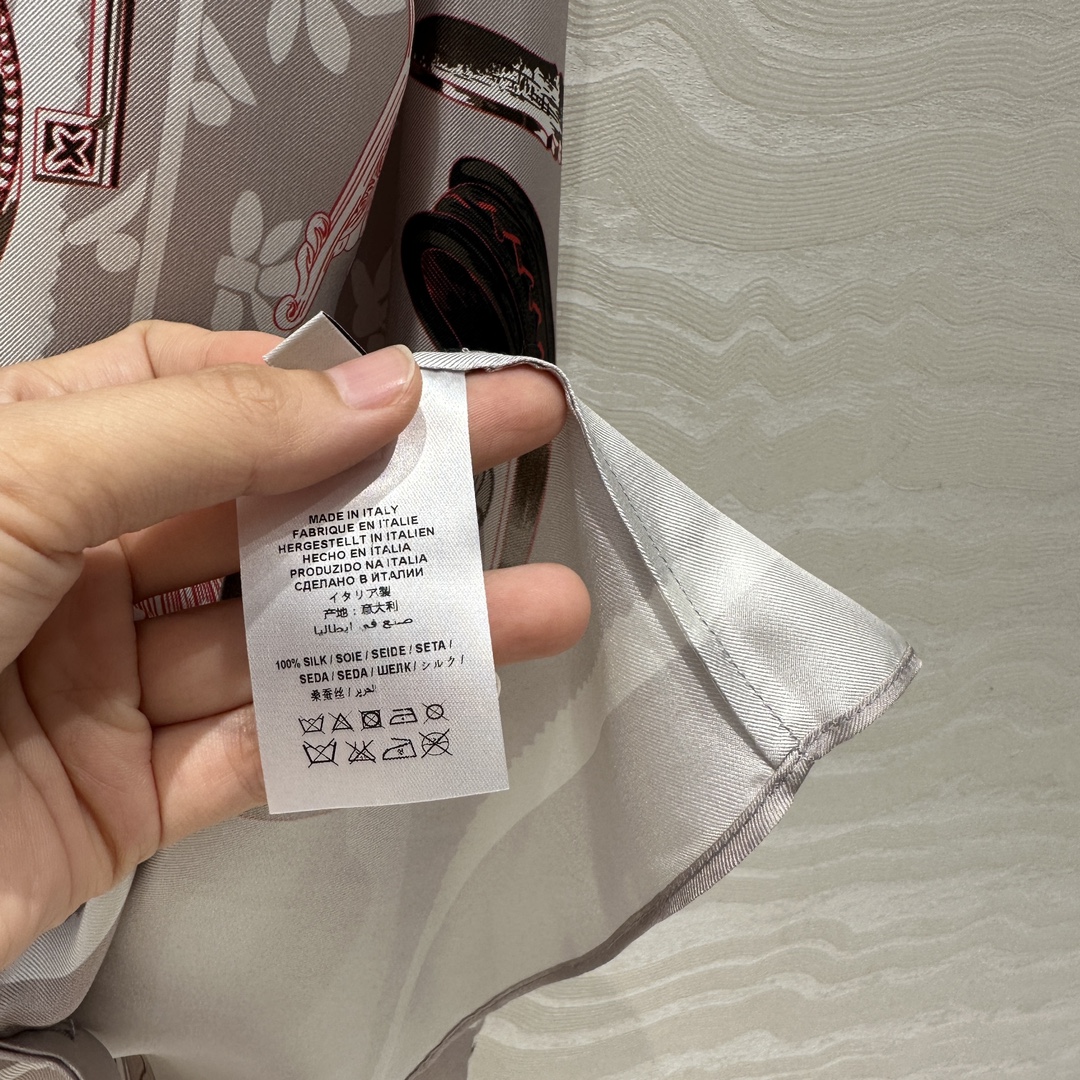 MADE IN ITALY
FABRIQUE EN ITALIE
HERGESTELLT IN ITALIEN
HECHO EN ITALIA
PRODUZIDO NA ITALIA
СДЕЛАНО В ИТАЛИИ
イタリア製
产地：意大利
صنع في ايطاليا
100% SILK / SOIE / SEIDE / SETA /
SEDA / SEDA / ШЕЛК / シルク /
桑蚕丝 / الحرير